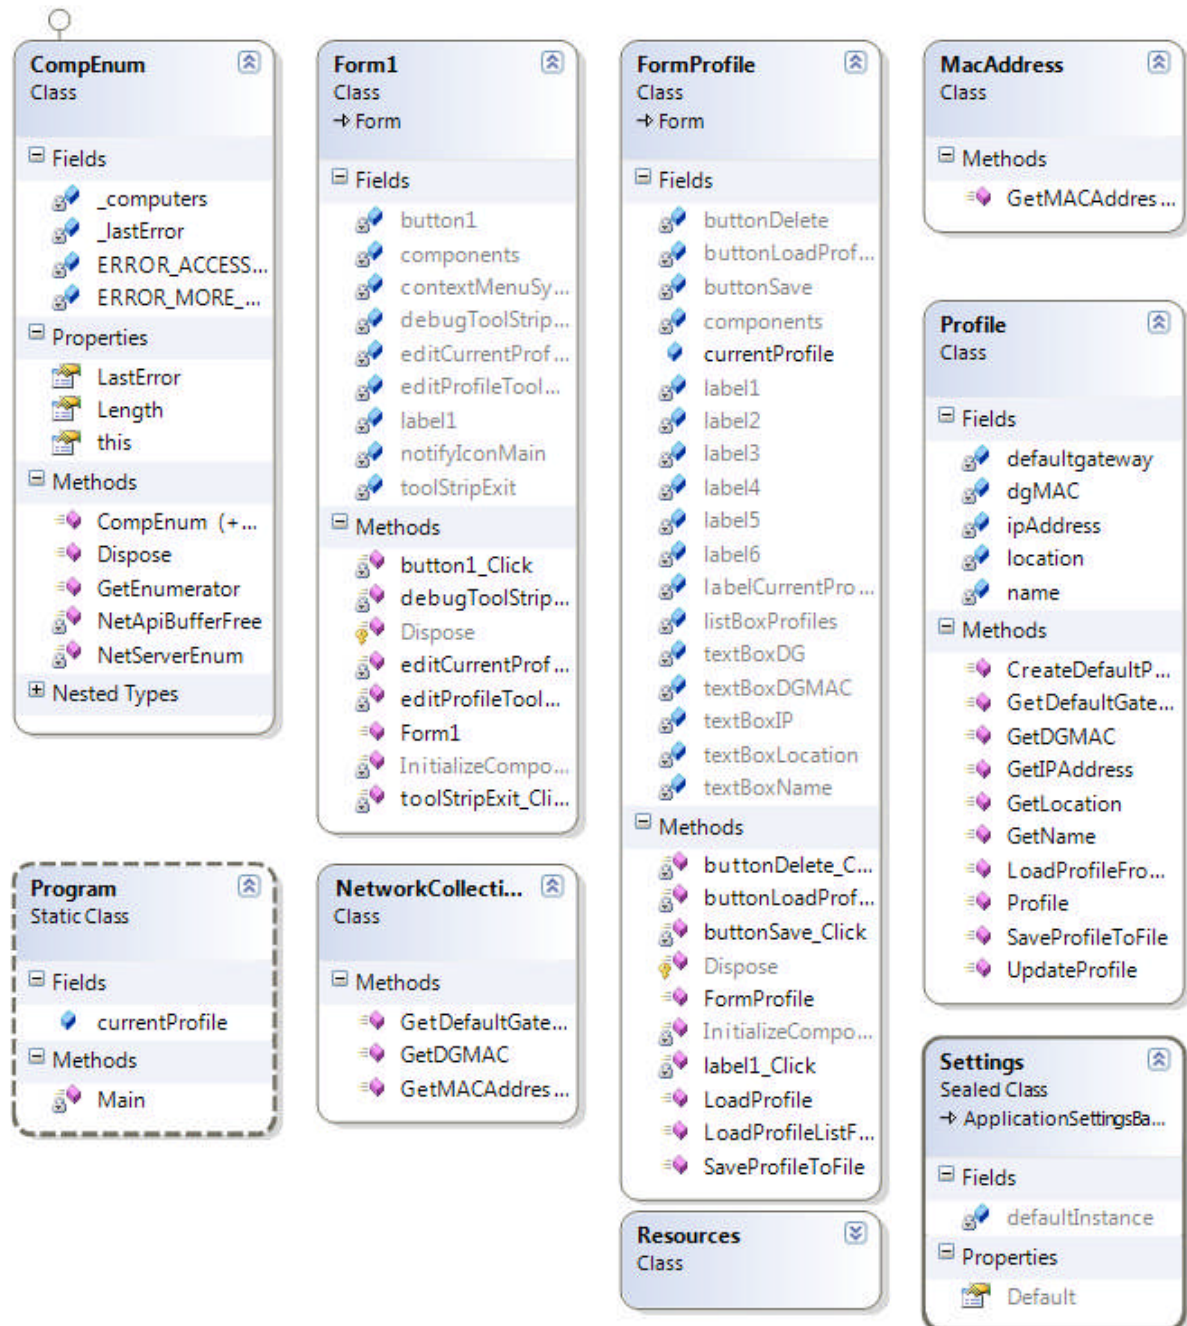 CompEnum
Class
Fields
_computers
_lastError
ERROR_ACCESS...
ERROR_MORE_...
Properties
LastError
Length
this
Methods
CompEnum (+...
Dispose
GetEnumerator
NetApiBufferFree
NetServerEnum
Nested Types
Form1
Class
Form
Fields
button1
components
contextMenuSy...
debugToolStrip...
editCurrentProf...
editProfileTool...
label1
notifyIconMain
toolStripExit
Methods
button1_Click
debugToolStrip...
Dispose
editCurrentProf...
editProfileTool...
Form1
InitializeCompo...
toolStripExit_Cli...
FormProfile
Class
Form
Fields
buttonDelete
buttonLoadProf...
buttonSave
components
currentProfile
label1
label2
label3
label4
label5
label6
labelCurrentPro...
listBoxProfiles
textBoxDG
textBoxDGMAC
textBoxIP
textBoxLocation
textBoxName
Methods
buttonDelete_C...
buttonLoadProf...
buttonSave_Click
Dispose
FormProfile
InitializeCompo...
label1_Click
LoadProfile
LoadProfileListF...
SaveProfileToFile
MacAddress
Class
Methods
GetMACAddres...
Profile
Class
Fields
defaultgateway
dgMAC
ipAddress
location
name
Methods
CreateDefaultP...
GetDefaultGate...
GetDGMAC
GetIPAddress
GetLocation
GetName
LoadProfileFro...
Profile
SaveProfileToFile
UpdateProfile
Program
Static Class
Fields
currentProfile
Methods
Main
NetworkCollecti...
Class
Methods
GetDefaultGate...
GetDGMAC
GetMACAddres...
Resources
Class
Settings
Sealed Class
ApplicationSettingsBa...
Fields
defaultInstance
Properties
Default